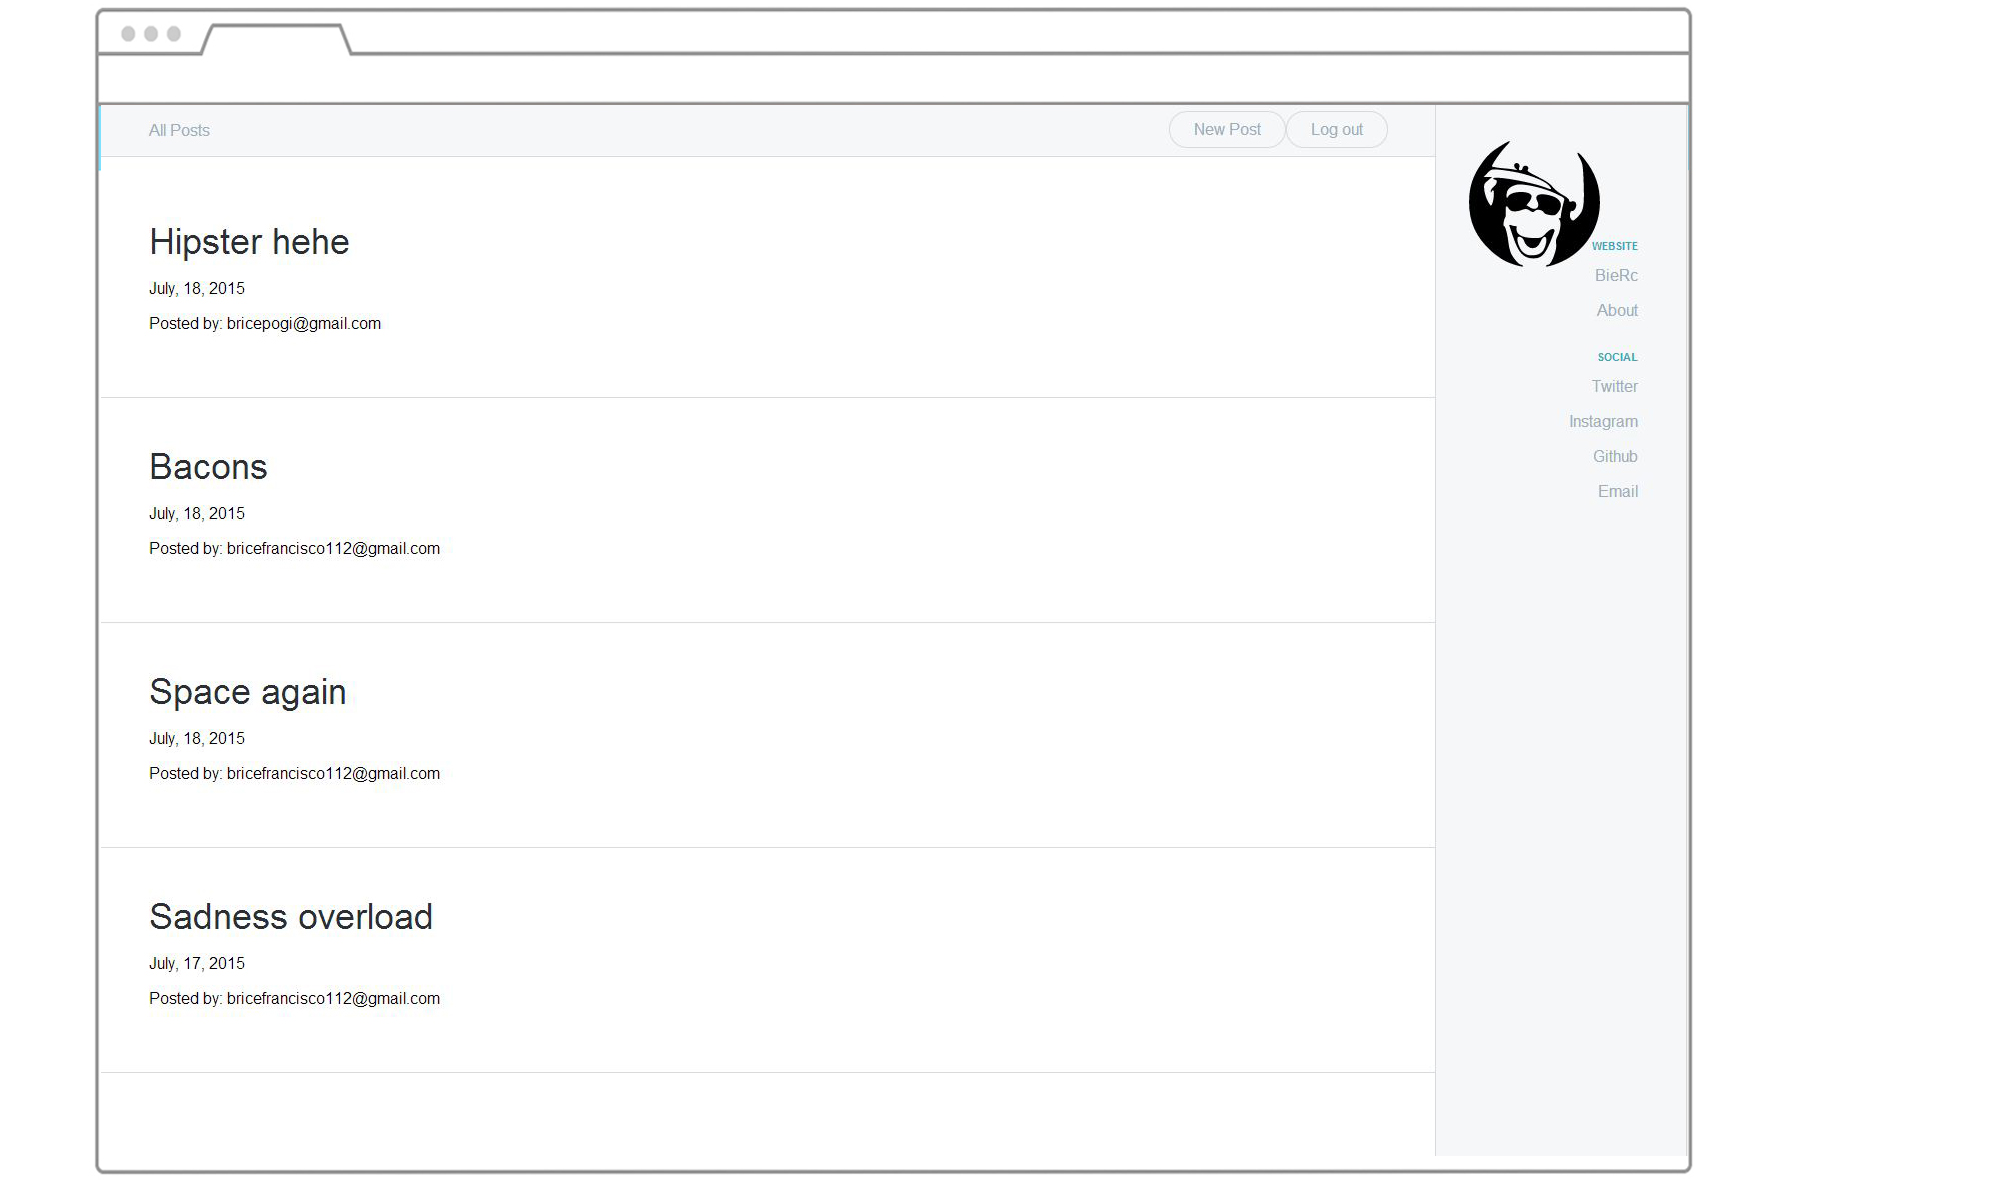 All Posts
New Post
Log out
Hipster hehe
July, 18, 2015
Posted by: bricepogi@gmail.com
Bacons
July, 18, 2015
Posted by: bricefrancisco112@gmail.com
Space again
July, 18, 2015
Posted by: bricefrancisco112@gmail.com
Sadness overload
July, 17, 2015
Posted by: bricefrancisco112@gmail.com
WEBSITE
BieRc
About
SOCIAL
Twitter
Instagram
Github
Email